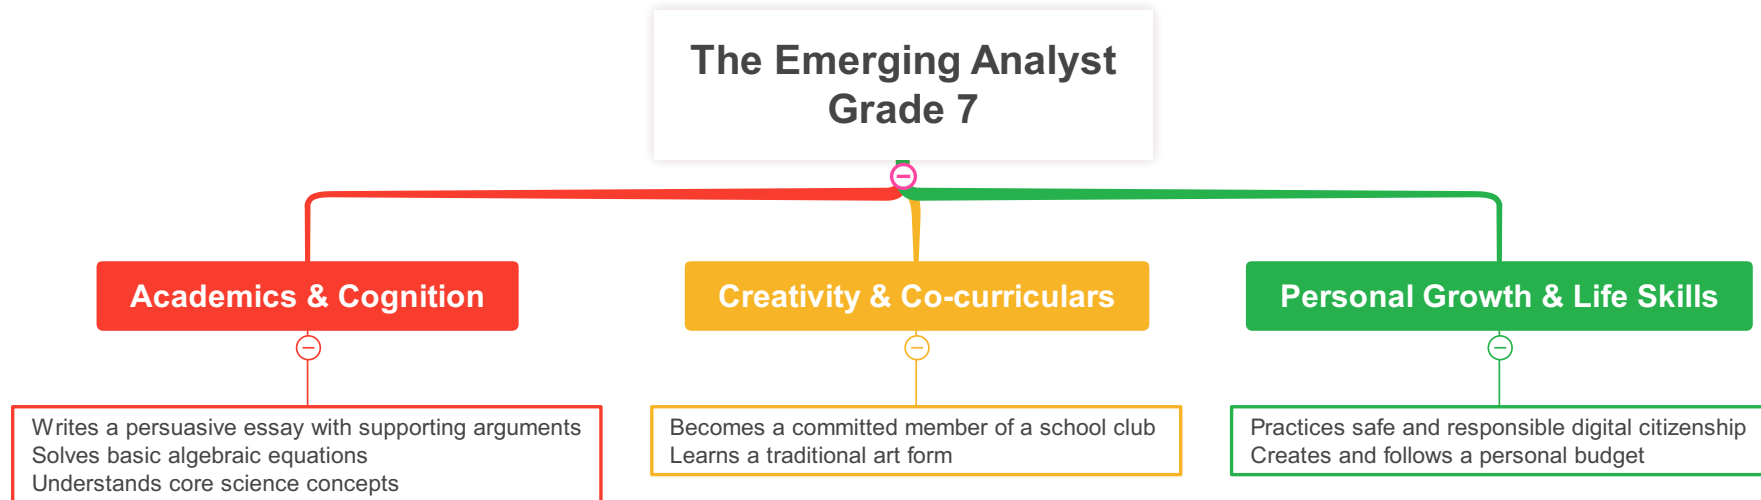 The Emerging Analyst
Grade 7
Academics & Cognition
Writes a persuasive essay with supporting arguments
Solves basic algebraic equations
Understands core science concepts
Creativity & Co-curriculars
Becomes a committed member of a school club
Learns a traditional art form
Personal Growth & Life Skills
Practices safe and responsible digital citizenship
Creates and follows a personal budget